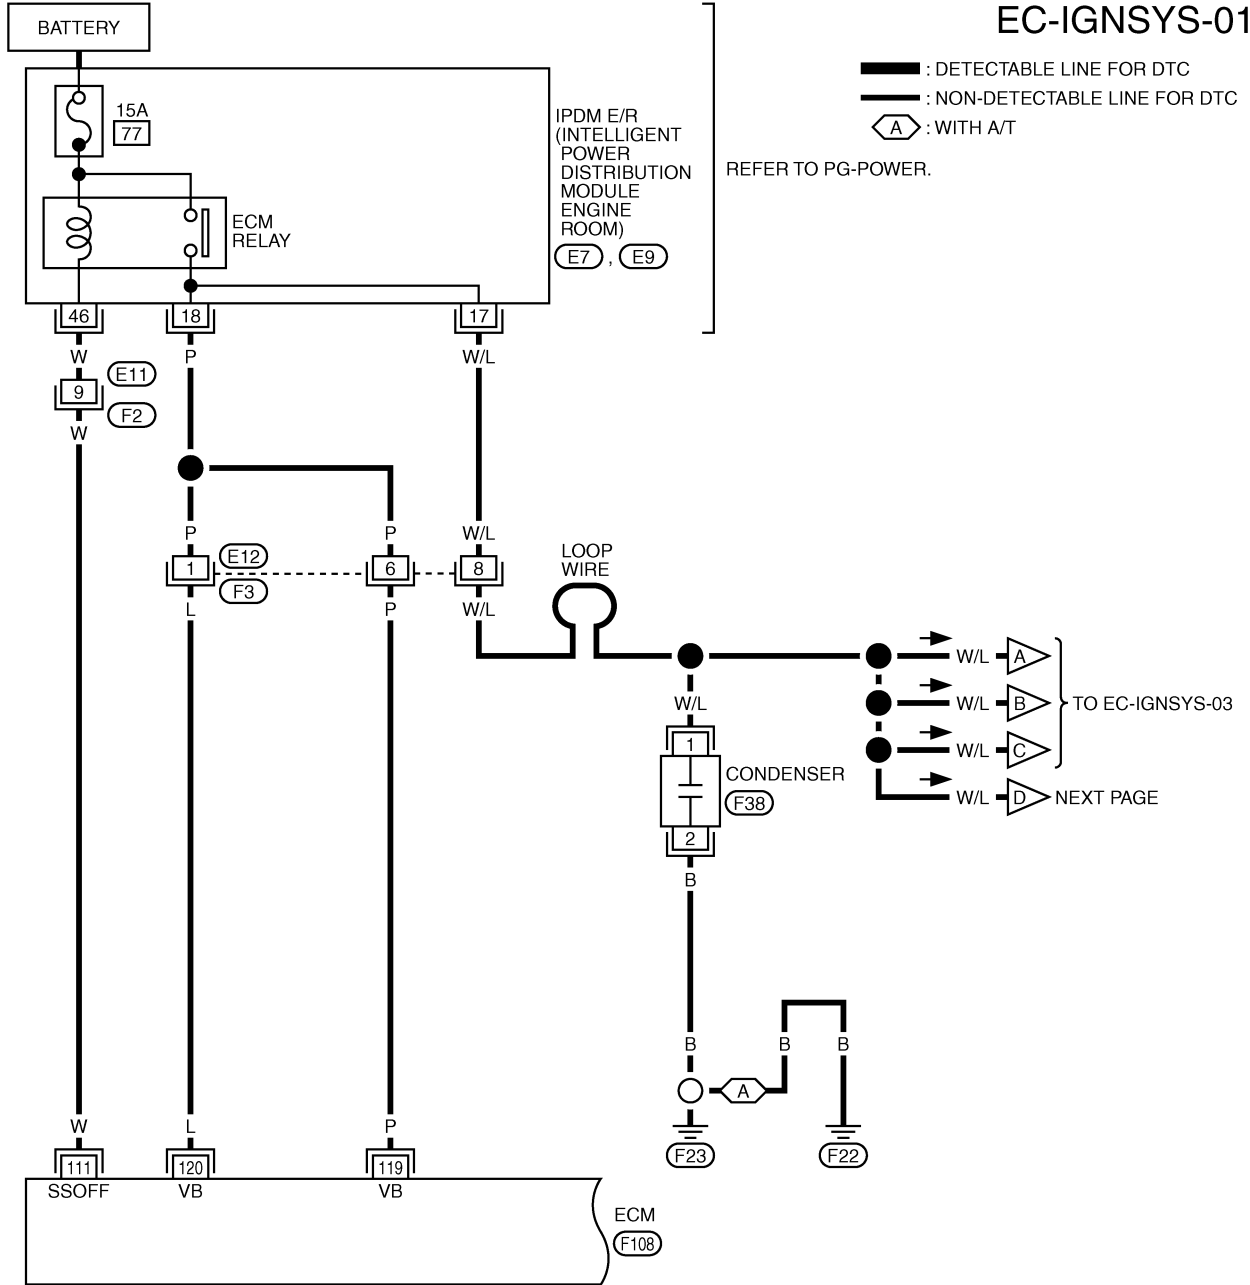 EC-IGNSYS-01
BATTERY
: DETECTABLE LINE FOR DTC
: NON-DETECTABLE LINE FOR DTC
A : WITH A/T
15A
77
IPDM E/R
(INTELLIGENT
POWER
DISTRIBUTION
MODULE
ENGINE
ROOM)
E7 , E9
REFER TO PG-POWER.
ECM
RELAY
46 18 17
W P W/L
E11
9
F2
W
P P W/L
1 E12 6 8
F3
L P W/L
LOOP
WIRE
W/L A
W/L B
W/L C
TO EC-IGNSYS-03
W/L D NEXT PAGE
W/L
1
CONDENSER
F38
2
B
B B B
A
F23 F22
W L P
111 120 119
SSOFF VB VB
ECM
F108